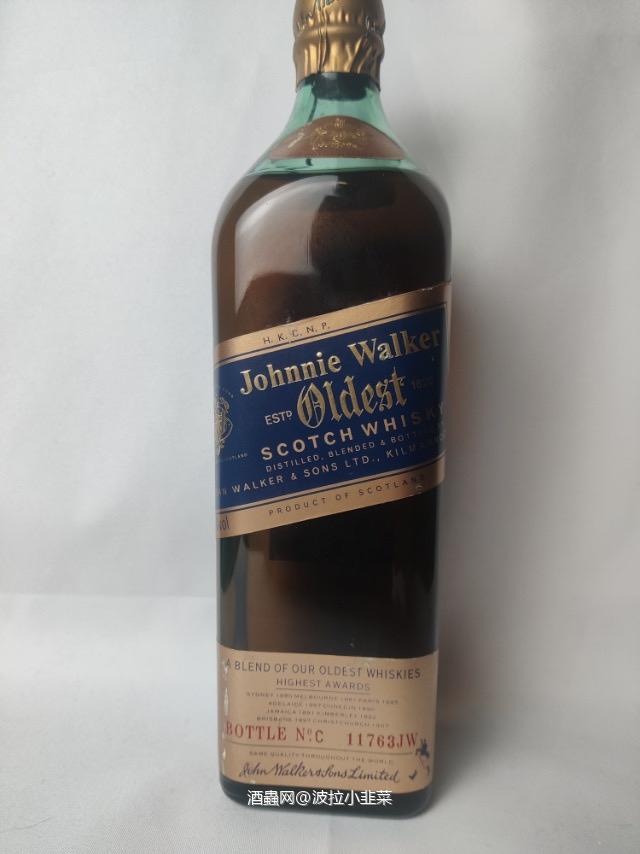 H. K. C. N. P.
Johnnie Walker
ESTD Oldest 1820
SCOTCH WHISKY
DISTILLED, BLENDED &
WALKER & SONS LTD.,
PRODUCT OF SCOTLAND
vol
A BLEND OF OUR OLDEST WHISKIES
HIGHEST AWARDS
BOTTLE No C 11763JW
SAME QUALITY THROUGHOUT THE WORLD
John Walker & Sons Limited
酒蟲网@波拉小韭菜